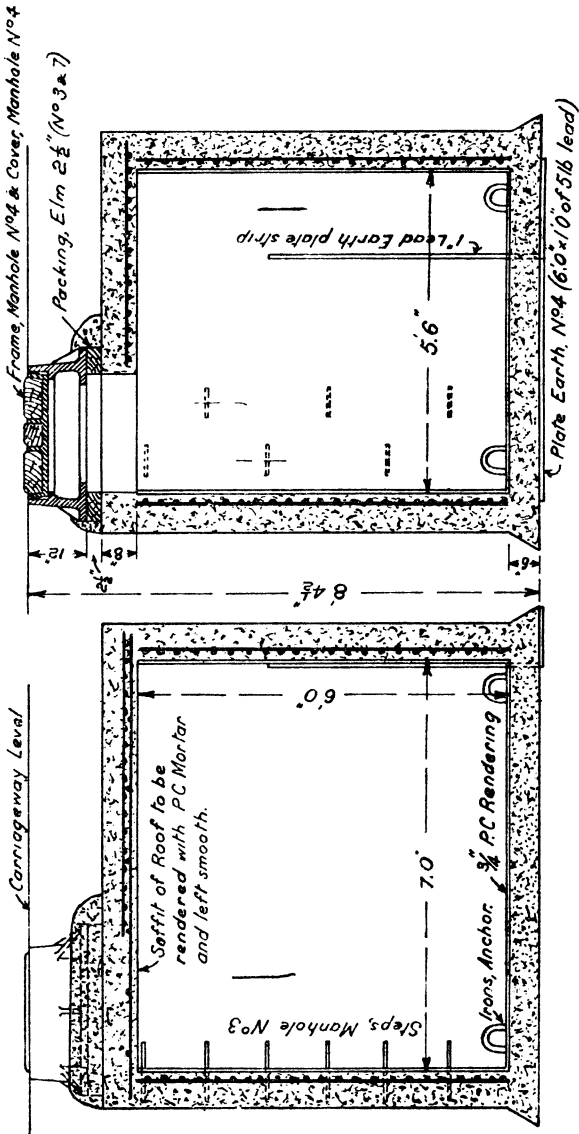 Carriageway Level
Soffit of Roof to be
rendered with PC Mortar
and left smooth.
6'0"
7.0"
Steps, Manhole Nº3
Irons, Anchor.
¾" P.C Rendering
8' 4½"
Frame, Manhole Nº4 & Cover, Manhole Nº4
Packing, Elm 2½" (Nº 3 & 7)
12"
2½"
8"
6"
1" Lead Earth plate strip
5'.6"
Plate Earth, Nº4 (6'.0" x 1'.0" of 5lb lead)